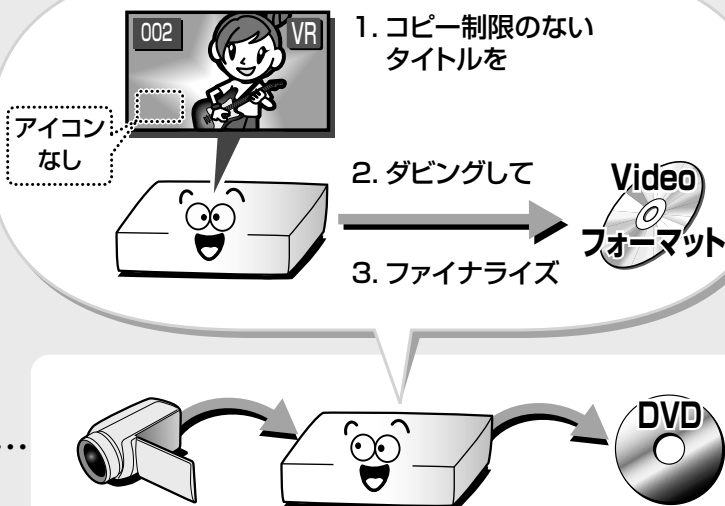 002 VR
1. コピー制限のない
タイトルを
アイコン
なし
2. ダビングして
Video
フォーマット
3. ファイナライズ
...
DVD